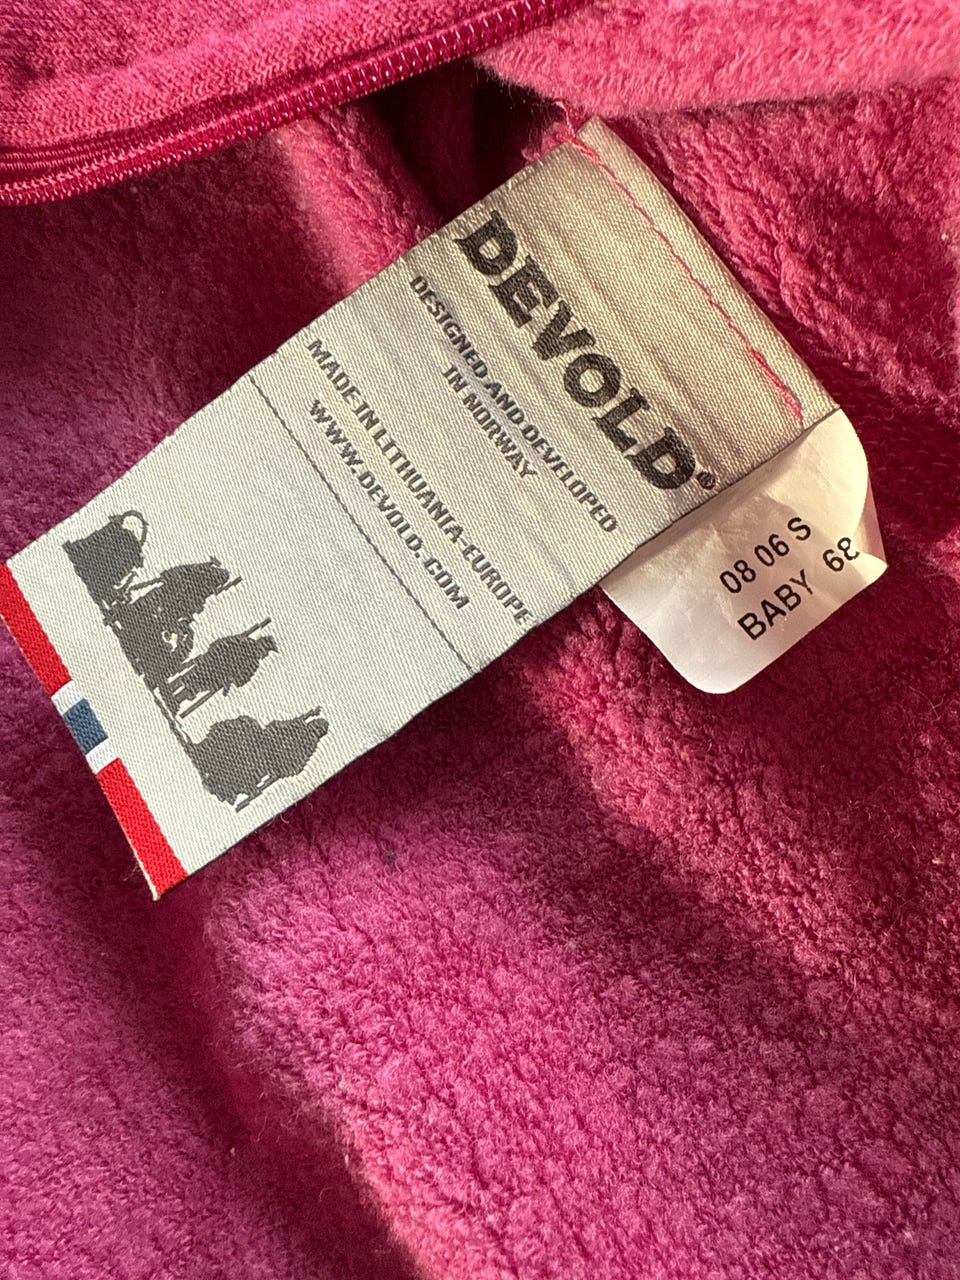 DEVOLD®
DESIGNED AND DEVELOPED
IN NORWAY
MADE IN LITHUANIA-EUROPE
WWW.DEVOLD.COM
08 06 S
BABY 68